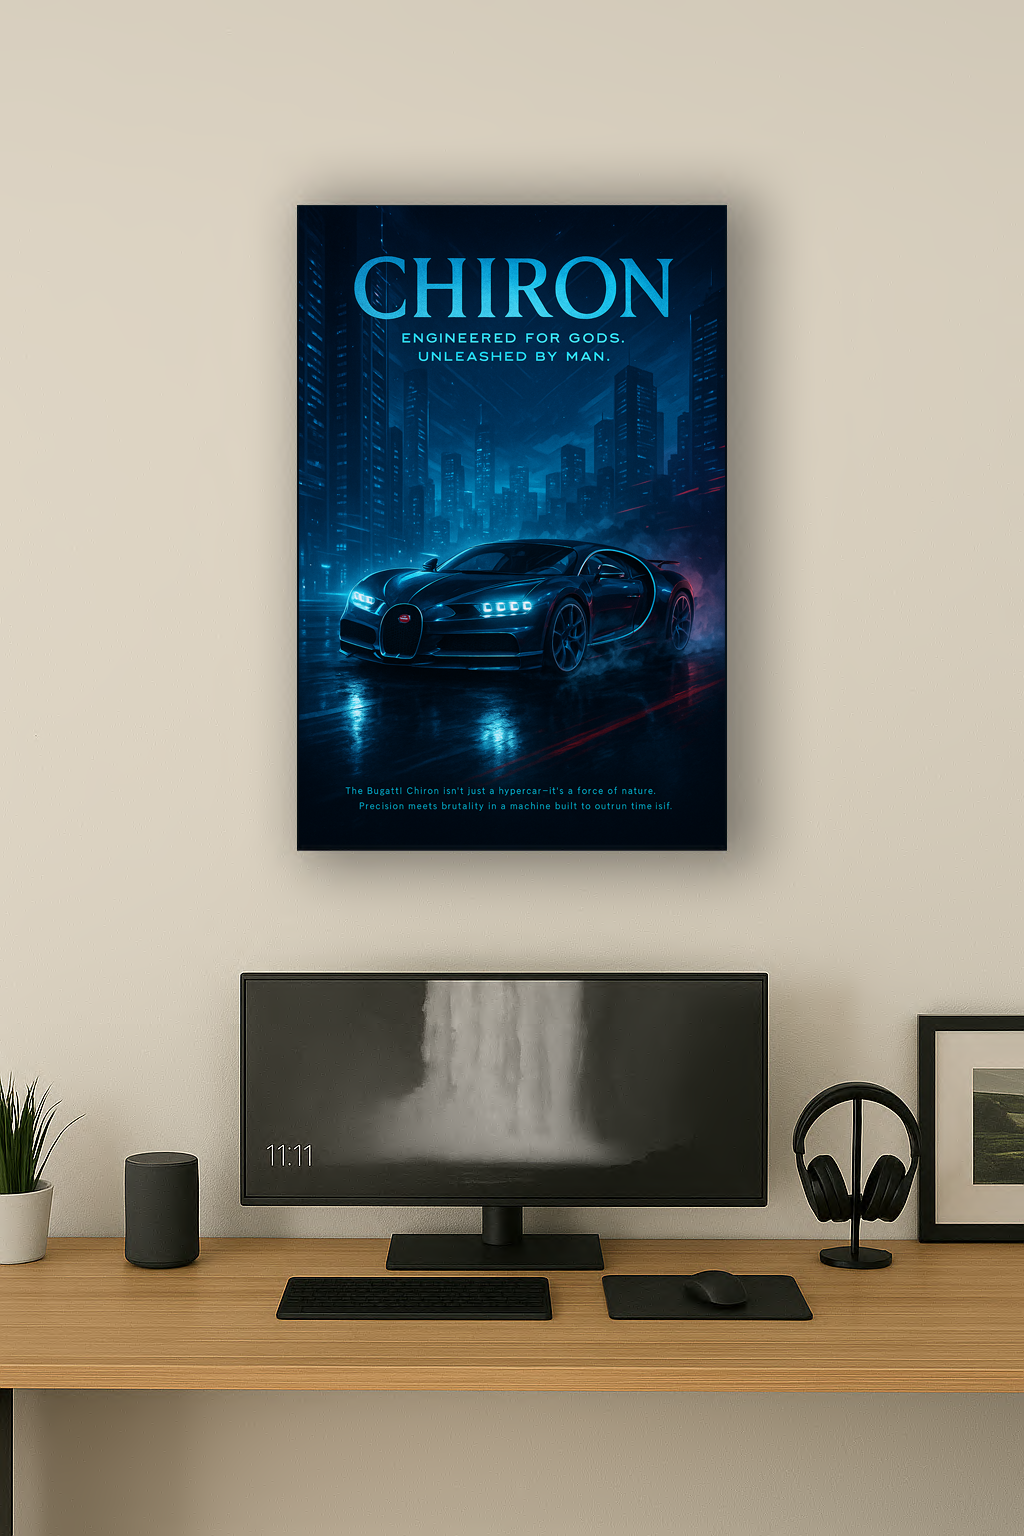 CHIRON
ENGINEERED FOR GODS.
UNLEASHED BY MAN.
The BugattI Chiron isn't just a hypercar—it's a force of nature.
Precision meets brutality in a machine built to outrun time isif.
11:11